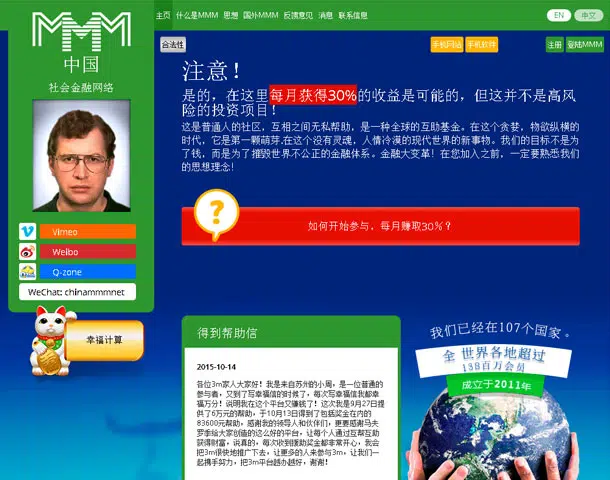 MMM
中国
社会金融网络
Vimeo
Weibo
Q-zone
WeChat: chinammmnet
幸福计算
主页 什么是MMM 思想 国外MMM 反馈意见 消息 联系信息
EN 中文
合法性
手机网站 手机软件
注册 登陆MMM
注意！
是的，在这里每月获得30%的收益是可能的，但这并不是高风
险的投资项目！
这是普通人的社区，互相之间无私帮助，是一种全球的互助基金。在这个贪婪，物欲纵横的
时代，它是第一颗萌芽,在这个没有灵魂，人情冷漠的现代世界的新事物。我们的目标不是为
了钱，而是为了摧毁世界不公正的金融体系。金融大变革！在您加入之前，一定要熟悉我们
的思想理念！
?
如何开始参与，每月赚取30%？
得到帮助信
2015-10-14
各位3m家人大家好！我是来自苏州的小周，是一位普通的
参与者，又到了写幸福信的时候了，每次写幸福信我都幸
福万分！说明我在这个平台又赚钱了！这次我是9月27日提
供了6万元的帮助，于10月13日得到了包括奖金在内的
83600元帮助，感谢我的领导人和伙伴们，更要感谢马夫
罗季给大家创造的这么好的平台，让每个人通过互帮互助
获得财富，说真的，每次收到援助奖金都非常开心，我会
把3m很快地推广下去，让更多的人来参与3m，让我们一
起携手努力，把3m平台越办越好，谢谢！
我们已经在107个国家。
全 世界各地超过
138百万会员
成立于2011年